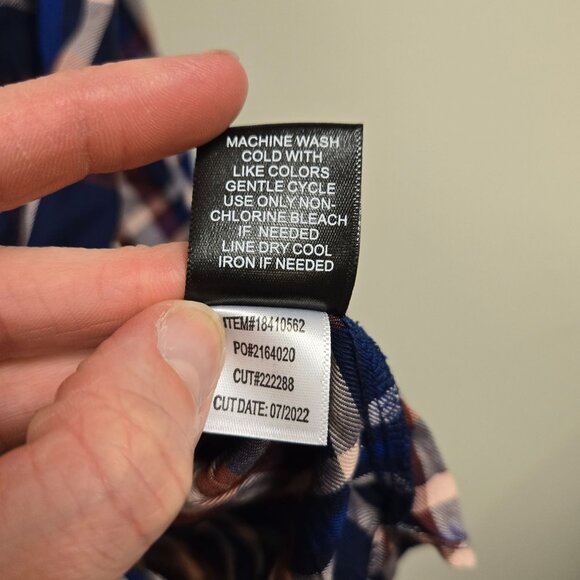 MACHINE WASH
COLD WITH
LIKE COLORS
GENTLE CYCLE
USE ONLY NON-
CHLORINE BLEACH
IF NEEDED
LINE DRY COOL
IRON IF NEEDED
ITEM#18410562
PO#2164020
CUT#222288
CUT DATE: 07/2022